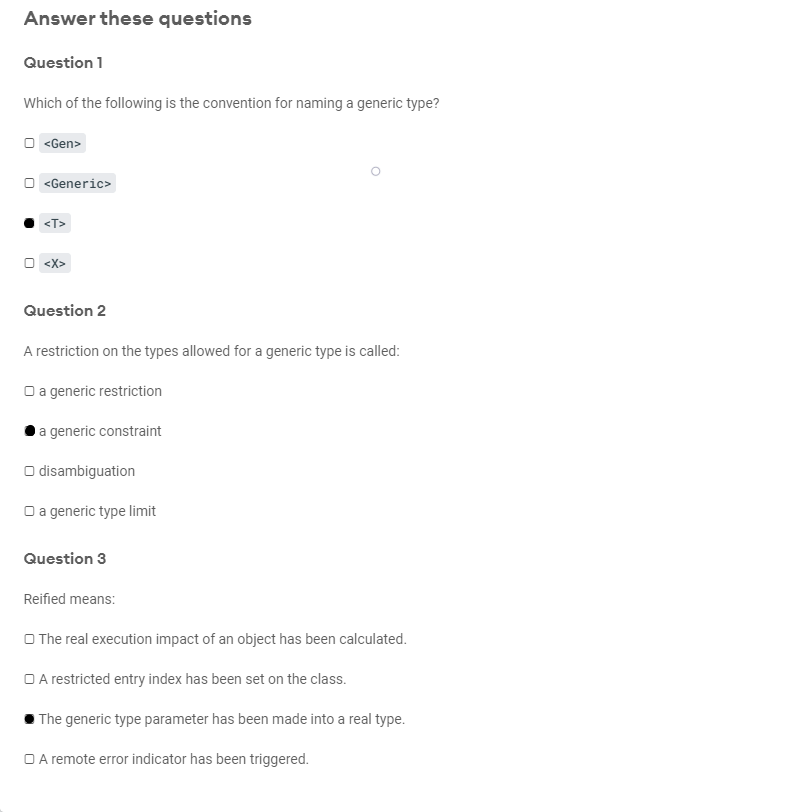 Answer these questions
Question 1
Which of the following is the convention for naming a generic type?
<Gen>
<Generic>
<T>
<X>
Question 2
A restriction on the types allowed for a generic type is called:
a generic restriction
a generic constraint
disambiguation
a generic type limit
Question 3
Reified means:
The real execution impact of an object has been calculated.
A restricted entry index has been set on the class.
The generic type parameter has been made into a real type.
A remote error indicator has been triggered.